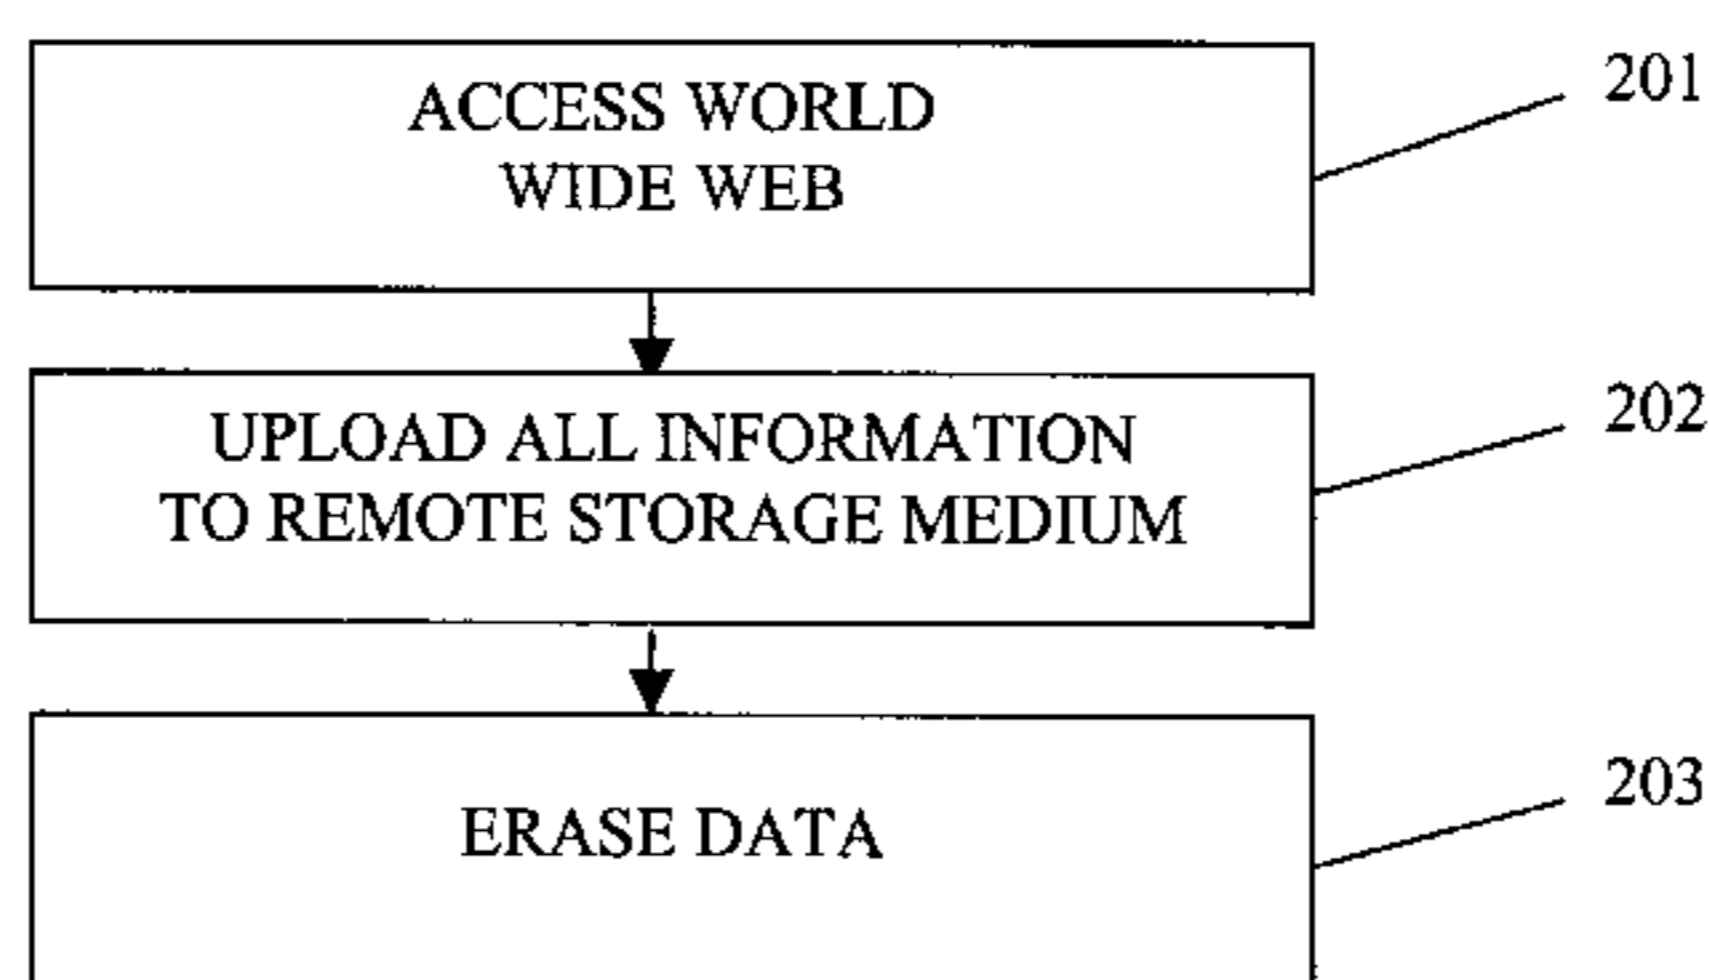 ACCESS WORLD
WIDE WEB
201
UPLOAD ALL INFORMATION
TO REMOTE STORAGE MEDIUM
202
ERASE DATA
203